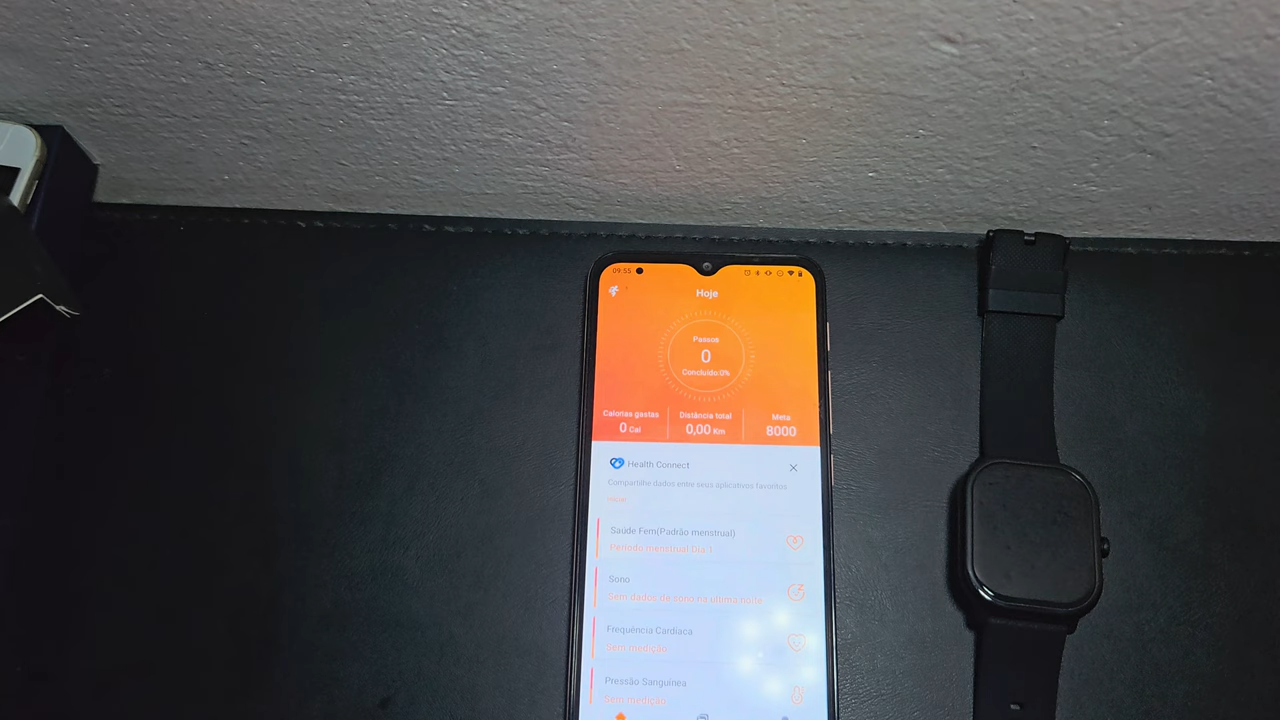 09:55
Hoje
Passos
0
Concluído:0%
Calorias gastas
0 Cal
Distância total
0,00 Km
Meta
8000
Health Connect
Compartilhe dados entre seus aplicativos favoritos
Saúde Fem(Padrão menstrual)
Período menstrual Dia 1
Sono
Sem dados de sono na última noite
Frequência Cardíaca
Sem medição
Pressão Sanguínea
Sem medição